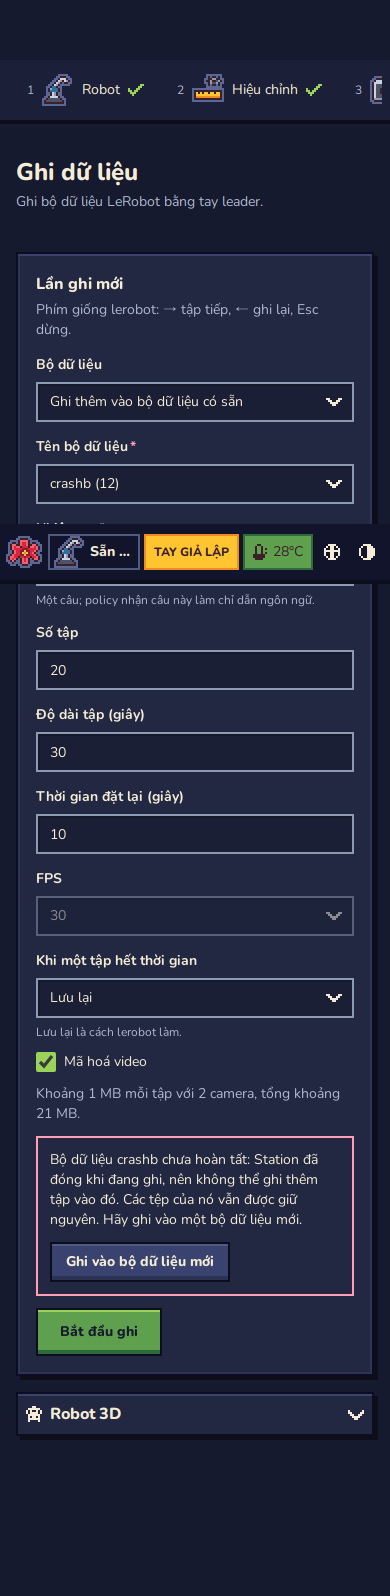 1 Robot
2 Hiệu chỉnh
3
Ghi dữ liệu
Ghi bộ dữ liệu LeRobot bằng tay leader.
Lần ghi mới
Phím giống lerobot: → tập tiếp, ← ghi lại, Esc
dừng.
Bộ dữ liệu
Ghi thêm vào bộ dữ liệu có sẵn
Tên bộ dữ liệu *
crashb (12)
Sẵn ...
TAY GIẢ LẬP
28°C
Một câu; policy nhận câu này làm chỉ dẫn ngôn ngữ.
Số tập
20
Độ dài tập (giây)
30
Thời gian đặt lại (giây)
10
FPS
30
Khi một tập hết thời gian
Lưu lại
Lưu lại là cách lerobot làm.
Mã hoá video
Khoảng 1 MB mỗi tập với 2 camera, tổng khoảng
21 MB.
Bộ dữ liệu crashb chưa hoàn tất: Station đã
đóng khi đang ghi, nên không thể ghi thêm
tập vào đó. Các tệp của nó vẫn được giữ
nguyên. Hãy ghi vào một bộ dữ liệu mới.
Ghi vào bộ dữ liệu mới
Bắt đầu ghi
Robot 3D